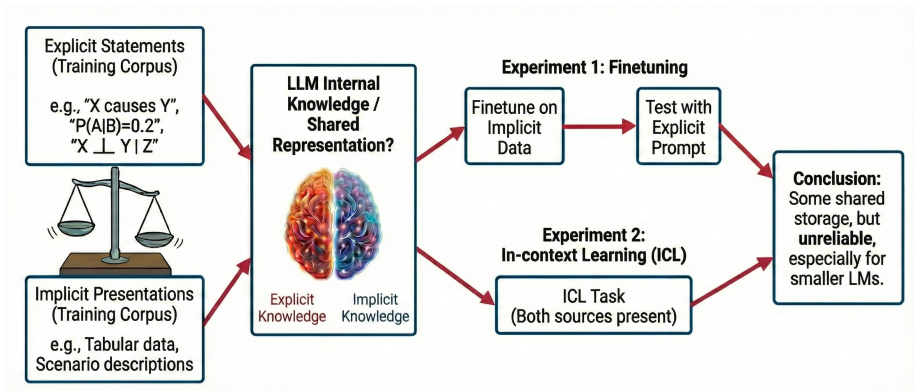 Explicit Statements
(Training Corpus)
e.g., “X causes Y”,
“P(A|B)=0.2”,
“X ⊥⊥ Y | Z”
Implicit Presentations
(Training Corpus)
e.g., Tabular data,
Scenario descriptions
LLM Internal
Knowledge /
Shared
Representation?
Explicit
Knowledge
Implicit
Knowledge
Experiment 1: Finetuning
Finetune on
Implicit
Data
Test with
Explicit
Prompt
Experiment 2:
In-context Learning (ICL)
ICL Task
(Both sources present)
Conclusion:
Some shared
storage, but
unreliable,
especially for
smaller LMs.